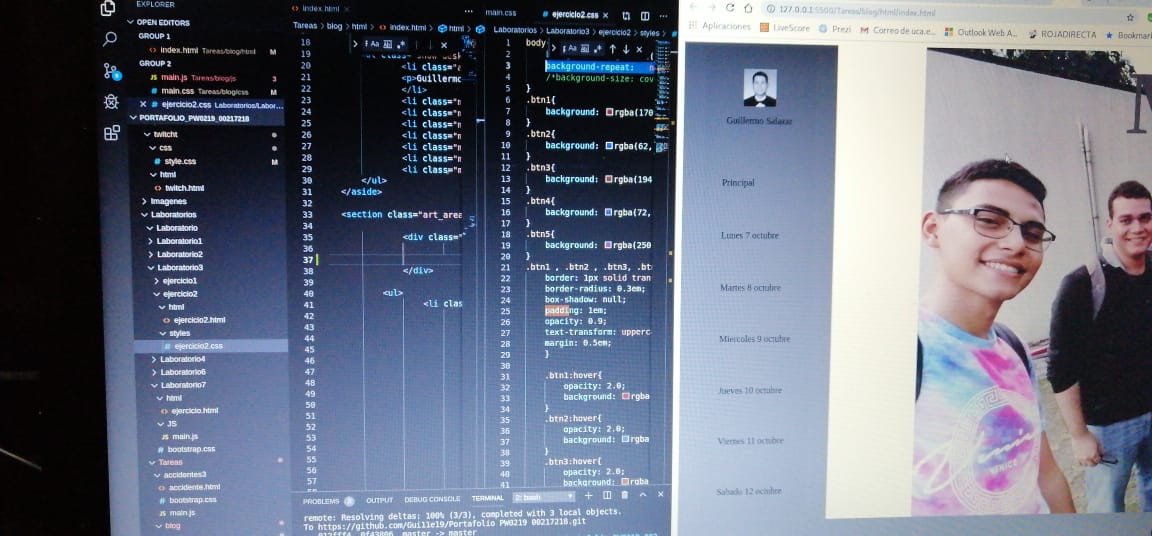 EXPLORER
OPEN EDITORS
GROUP 1
index.html Tareas/blog/html M
GROUP 2
main.js Tareas/blog/js 3
main.css Tareas/blog/css M
ejercicio2.css Laboratorios/Labor...
PORTAFOLIO_PW0219_00217218
twitcht
css
style.css M
html
twitch.html
Imagenes
Laboratorios
Laboratorio
Laboratorio1
Laboratorio2
Laboratorio3
ejercicio1
ejercicio2
html
ejercicio2.html
styles
ejercicio2.css
Laboratorio4
Laboratorio6
Laboratorio7
html
ejercicio.html
JS
main.js
bootstrap.css
Tareas
accidentes3
accidente.html
bootstrap.css
main.js
blog
index.html
Tareas > blog > html > index.html > html >
18
19
20 <li class="
21 <p>Guillermo
22 </li>
23 <li class="n
24 <li class="n
25 <li class="n
26 <li class="n
27 <li class="n
28 <li class="n
29 <li class="n
30 </ul>
31 </aside>
32
33 <section class="art_area
34
35 <div class="
36
37
38 </div>
39
40 <ul>
41 <li clas
42
43
44
45
46
47
48
49
50
51
52
53
54
55
56
57
main.css ejercicio2.css
Laboratorios > Laboratorio3 > ejercicio2 > styles >
1 body
2
3 background-repeat: n
4 /*background-size: cov
5 }
6 .btn1{
7 background: rgba(170
8 }
9 .btn2{
10 background: rgba(62,
11 }
12 .btn3{
13 background: rgba(194
14 }
15 .btn4{
16 background: rgba(72,
17 }
18 .btn5{
19 background: rgba(250
20 }
21 .btn1 , .btn2 , .btn3, .bt
22 border: 1px solid tran
23 border-radius: 0.3em;
24 box-shadow: null;
25 padding: 1em;
26 opacity: 0.9;
27 text-transform: upperc
28 margin: 0.5em;
29 }
30
31 .btn1:hover{
32 opacity: 2.0;
33 background: rgba
34 }
35 .btn2:hover{
36 opacity: 2.0;
37 background: rgba
38 }
39 .btn3:hover{
40 opacity: 2.0;
41 background: rgba
PROBLEMS 3 OUTPUT DEBUG CONSOLE TERMINAL 2: bash
remote: Resolving deltas: 100% (3/3), completed with 3 local objects.
To https://github.com/Gui11e19/Portafolio PW0219 00217218.git
master -> master
127.0.0.1:5500/Tareas/blog/html/index.html
Aplicaciones LiveScore Prezi Correo de uca.e... Outlook Web A... ROJADIRECTA Bookmar
Guillermo Salazar
Principal
Lunes 7 octubre
Martes 8 octubre
Miercoles 9 octubre
Jueves 10 octubre
Viernes 11 octubre
Sabado 12 octubre